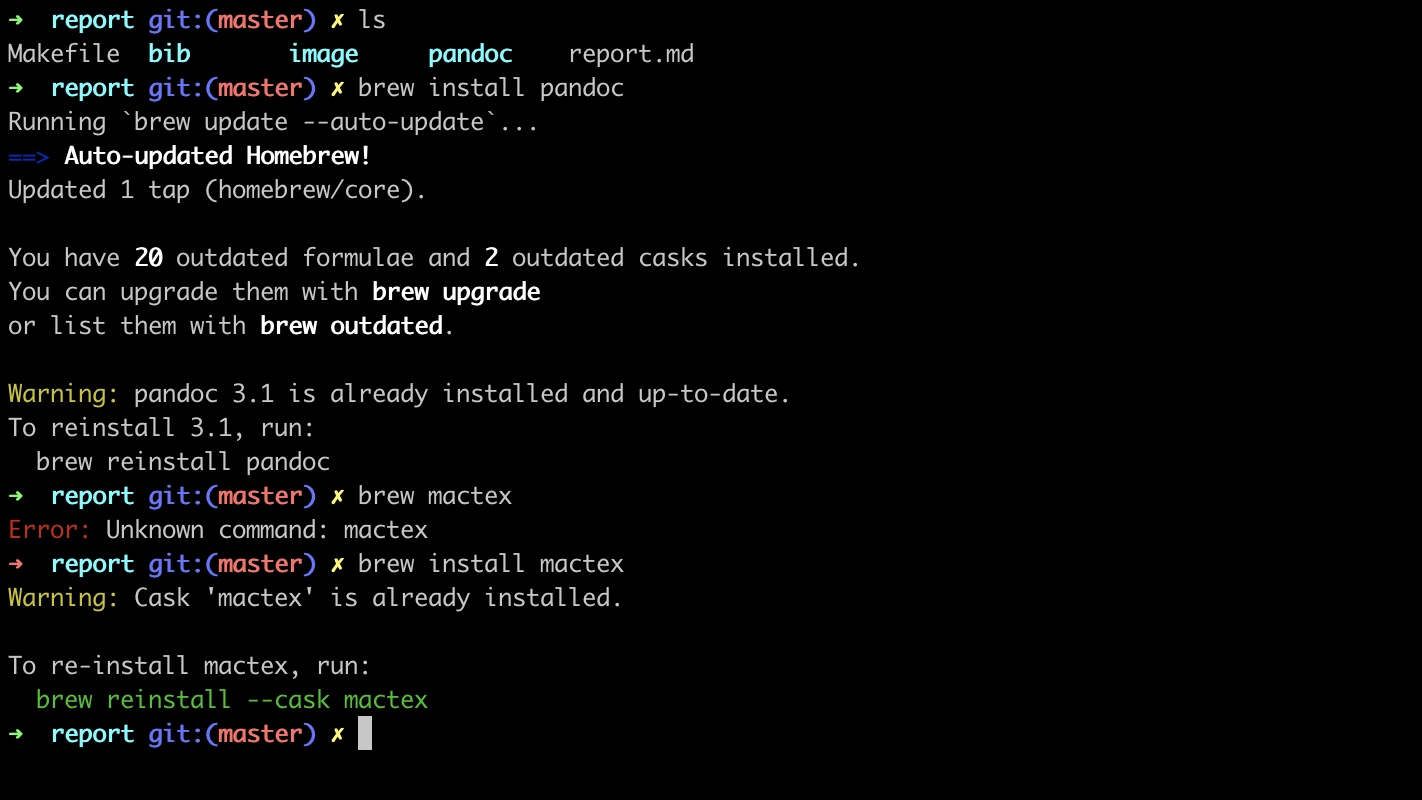 ➜  report git:(master) ✗ ls
Makefile  bib       image     pandoc    report.md
➜  report git:(master) ✗ brew install pandoc
Running `brew update --auto-update`...
==> Auto-updated Homebrew!
Updated 1 tap (homebrew/core).

You have 20 outdated formulae and 2 outdated casks installed.
You can upgrade them with brew upgrade
or list them with brew outdated.

Warning: pandoc 3.1 is already installed and up-to-date.
To reinstall 3.1, run:
  brew reinstall pandoc
➜  report git:(master) ✗ brew mactex
Error: Unknown command: mactex
➜  report git:(master) ✗ brew install mactex
Warning: Cask 'mactex' is already installed.

To re-install mactex, run:
  brew reinstall --cask mactex
➜  report git:(master) ✗